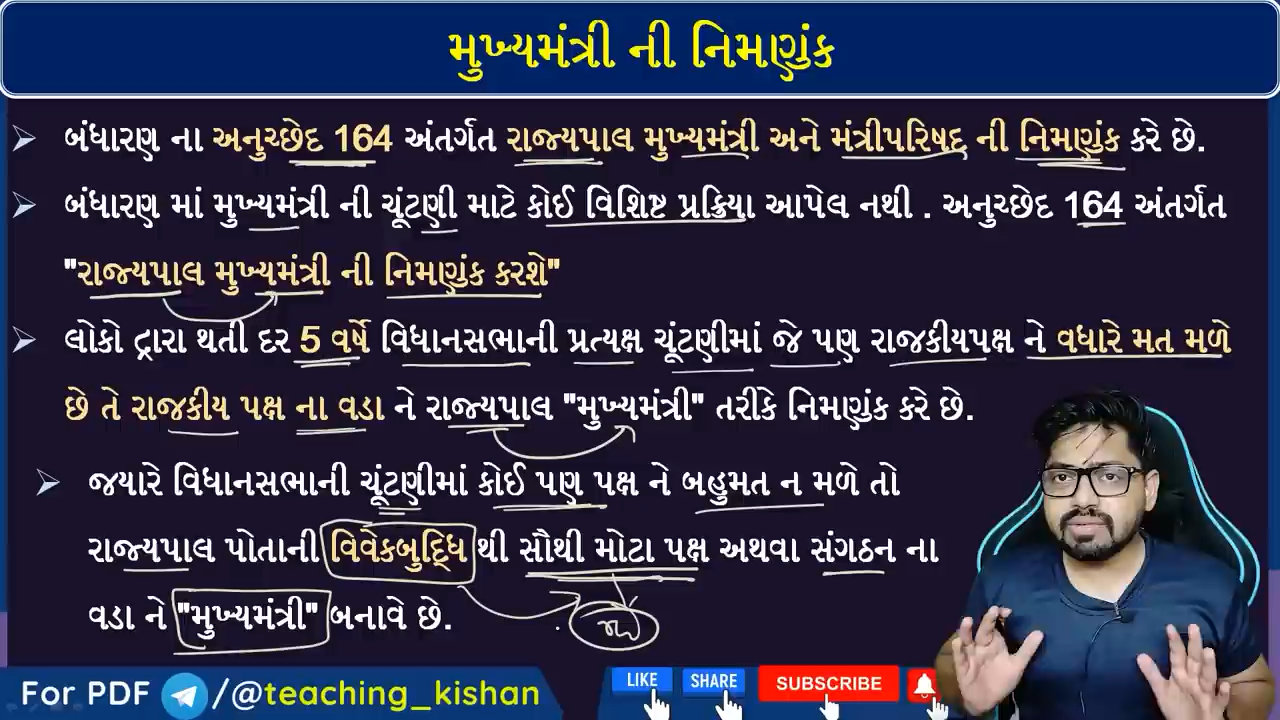 મુખ્યમંત્રી ની નિમણુંક
બંધારણ ના અનુચ્છેદ 164 અંતર્ગત રાજ્યપાલ મુખ્યમંત્રી અને મંત્રીપરિષદ ની નિમણુંક કરે છે.
બંધારણ માં મુખ્યમંત્રી ની ચૂંટણી માટે કોઈ વિશિષ્ટ પ્રક્રિયા આપેલ નથી . અનુચ્છેદ 164 અંતર્ગત
"રાજ્યપાલ મુખ્યમંત્રી ની નિમણુંક કરશે"
લોકો દ્રારા થતી દર 5 વર્ષે વિધાનસભાની પ્રત્યક્ષ ચૂંટણીમાં જે પણ રાજકીયપક્ષ ને વધારે મત મળે
છે તે રાજકીય પક્ષ ના વડા ને રાજ્યપાલ "મુખ્યમંત્રી" તરીકે નિમણુંક કરે છે.
જયારે વિધાનસભાની ચૂંટણીમાં કોઈ પણ પક્ષ ને બહુમત ન મળે તો
રાજ્યપાલ પોતાની વિવેકબુદ્ધિ થી સૌથી મોટા પક્ષ અથવા સંગઠન ના
વડા ને "મુખ્યમંત્રી" બનાવે છે.
For PDF /@teaching_kishan
LIKE SHARE SUBSCRIBE